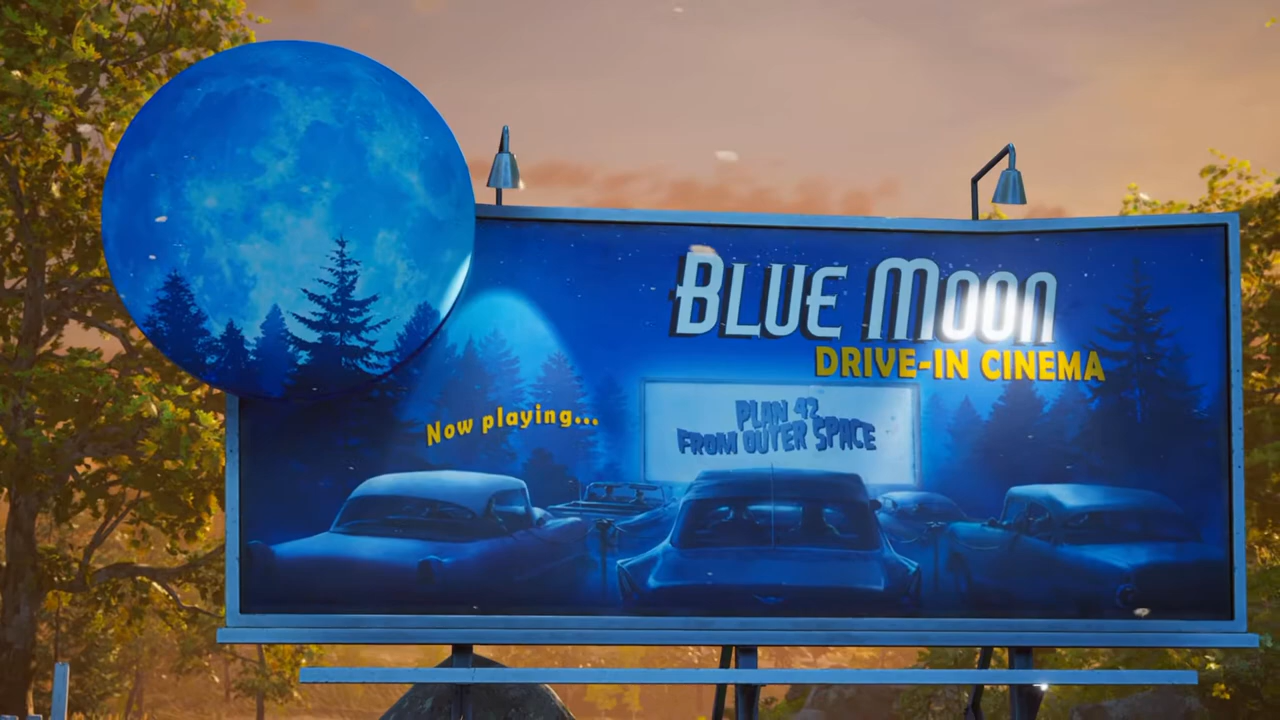 Blue Moon
DRIVE-IN CINEMA
Now playing...
PLAN 42
FROM OUTER SPACE